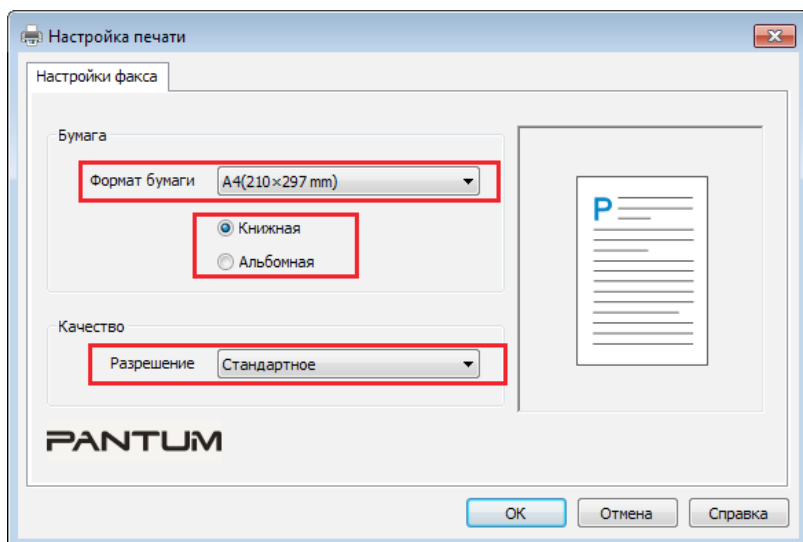 Настройка печати
Настройки факса
Бумага
Формат бумаги A4(210×297 mm)
Книжная
Альбомная
Качество
Разрешение Стандартное
P
PANTUM
OK Отмена Справка